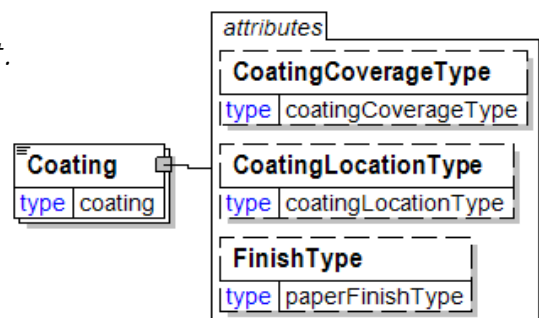 attributes
t.
CoatingCoverageType
type coatingCoverageType
Coating
type coating
CoatingLocationType
type coatingLocationType
FinishType
type paperFinishType